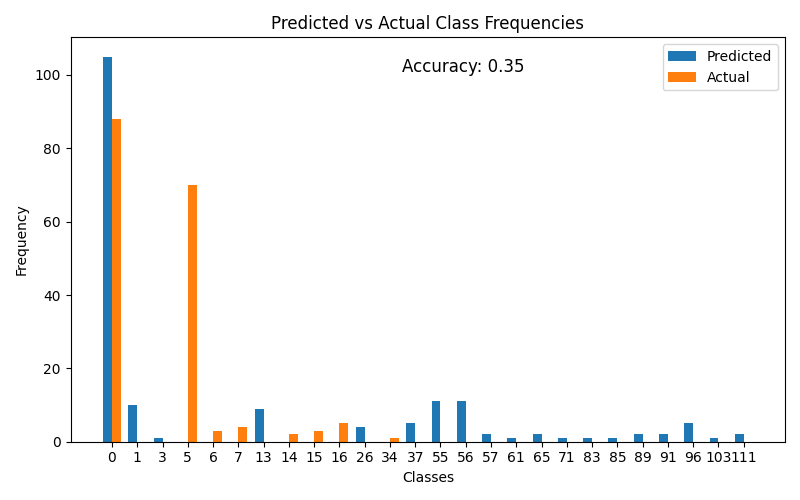 Predicted vs Actual Class Frequencies
Accuracy: 0.35
Predicted
Actual
Frequency
100
80
60
40
20
0
0 1 3 5 6 7 13 14 15 16 26 34 37 55 56 57 61 65 71 83 85 89 91 96 103 111
Classes